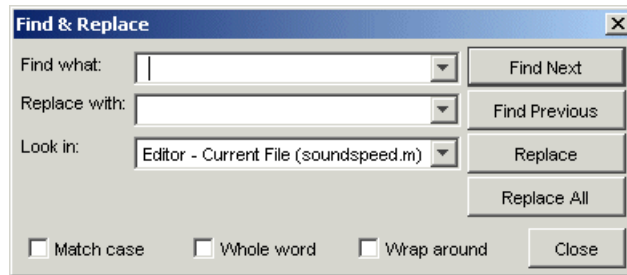 Find & Replace
Find what:
Find Next
Replace with:
Find Previous
Look in:
Editor - Current File (soundspeed.m)
Replace
Replace All
Match case
Whole word
Wrap around
Close